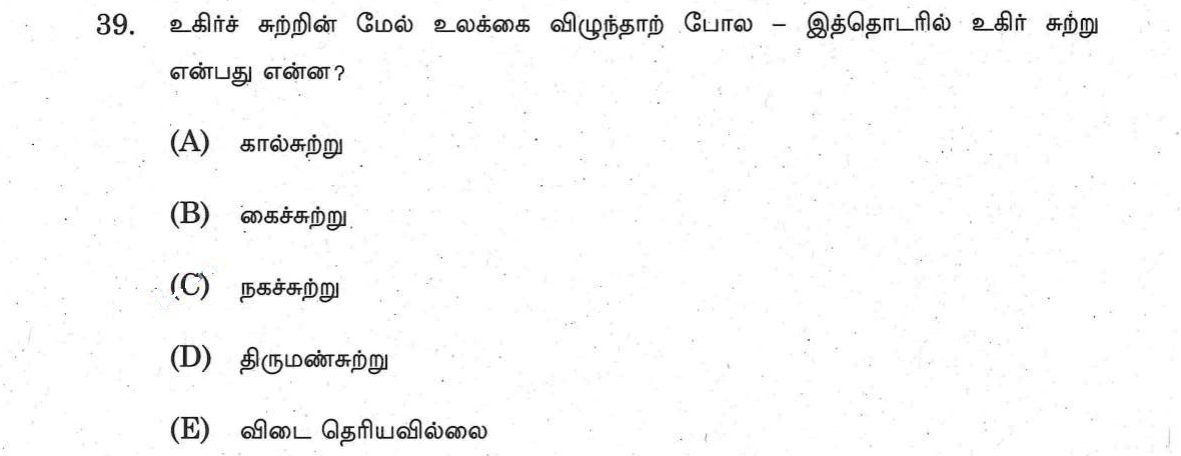 39. உகிர்ச் சுற்றின் மேல் உலக்கை விழுந்தாற் போல – இத்தொடரில் உகிர் சுற்று
என்பது என்ன?
(A) கால்சுற்று
(B) கைச்சுற்று
(C) நகச்சுற்று
(D) திருமண்சுற்று
(E) விடை தெரியவில்லை